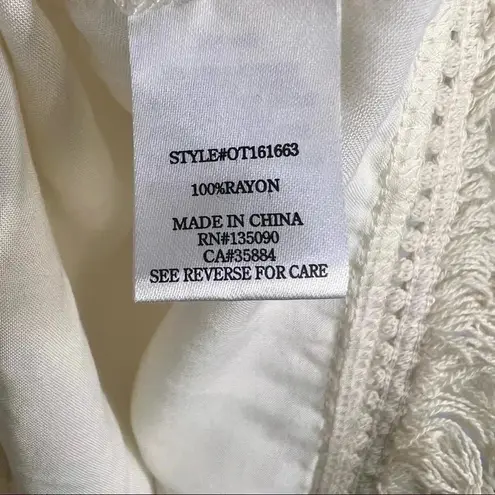 STYLE#OT161663
100%RAYON
MADE IN CHINA
RN#135090
CA#35884
SEE REVERSE FOR CARE